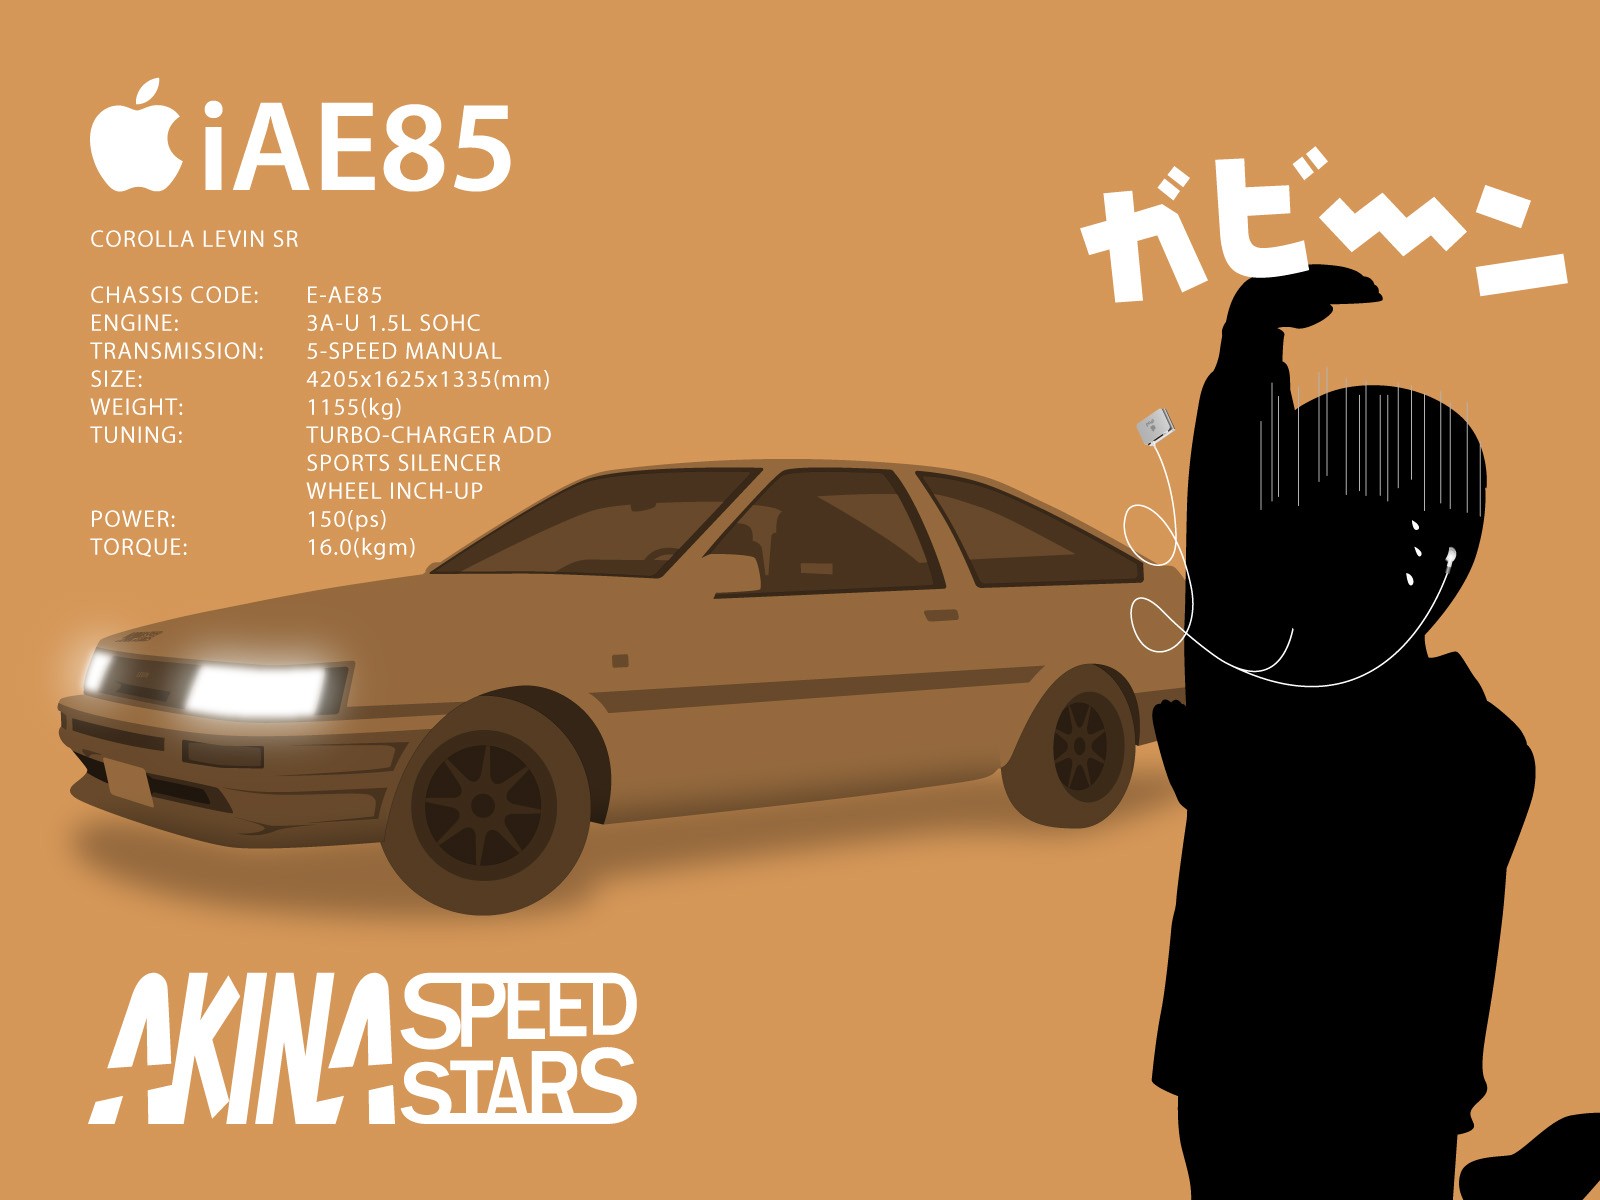 iAE85
COROLLA LEVIN SR
CHASSIS CODE: E-AE85
ENGINE: 3A-U 1.5L SOHC
TRANSMISSION: 5-SPEED MANUAL
SIZE: 4205x1625x1335(mm)
WEIGHT: 1155(kg)
TUNING: TURBO-CHARGER ADD
SPORTS SILENCER
WHEEL INCH-UP
POWER: 150(ps)
TORQUE: 16.0(kgm)
ガビーン
AKINA SPEED
STARS